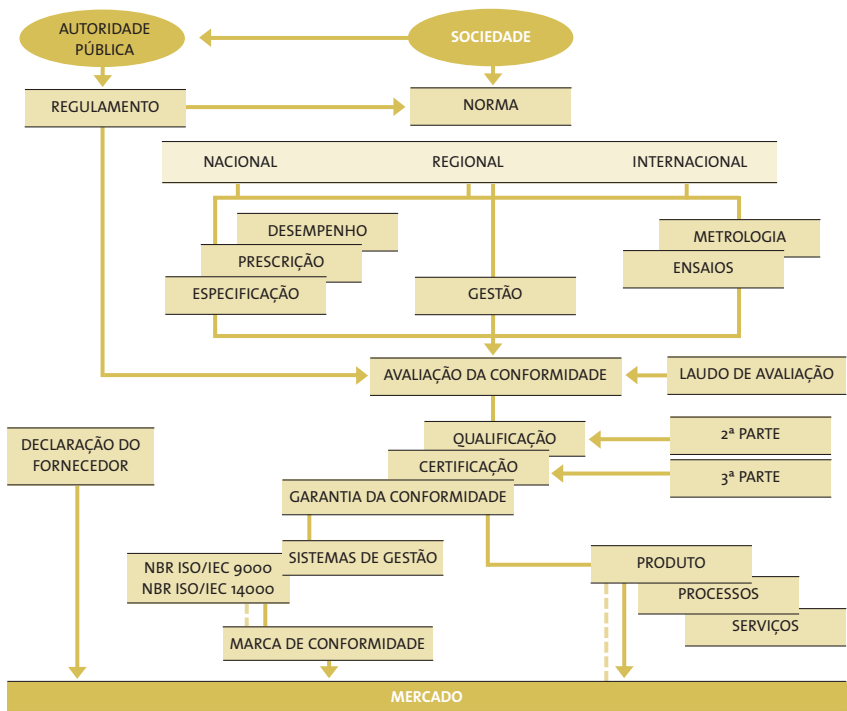 AUTORIDADE
PÚBLICA
SOCIEDADE
REGULAMENTO
NORMA
NACIONAL
REGIONAL
INTERNACIONAL
DESEMPENHO
PRESCRIÇÃO
ESPECIFICAÇÃO
GESTÃO
METROLOGIA
ENSAIOS
AVALIAÇÃO DA CONFORMIDADE
LAUDO DE AVALIAÇÃO
DECLARAÇÃO DO
FORNECEDOR
QUALIFICAÇÃO
2ª PARTE
CERTIFICAÇÃO
3ª PARTE
GARANTIA DA CONFORMIDADE
NBR ISO/IEC 9000
NBR ISO/IEC 14000
SISTEMAS DE GESTÃO
PRODUTO
PROCESSOS
SERVIÇOS
MARCA DE CONFORMIDADE
MERCADO